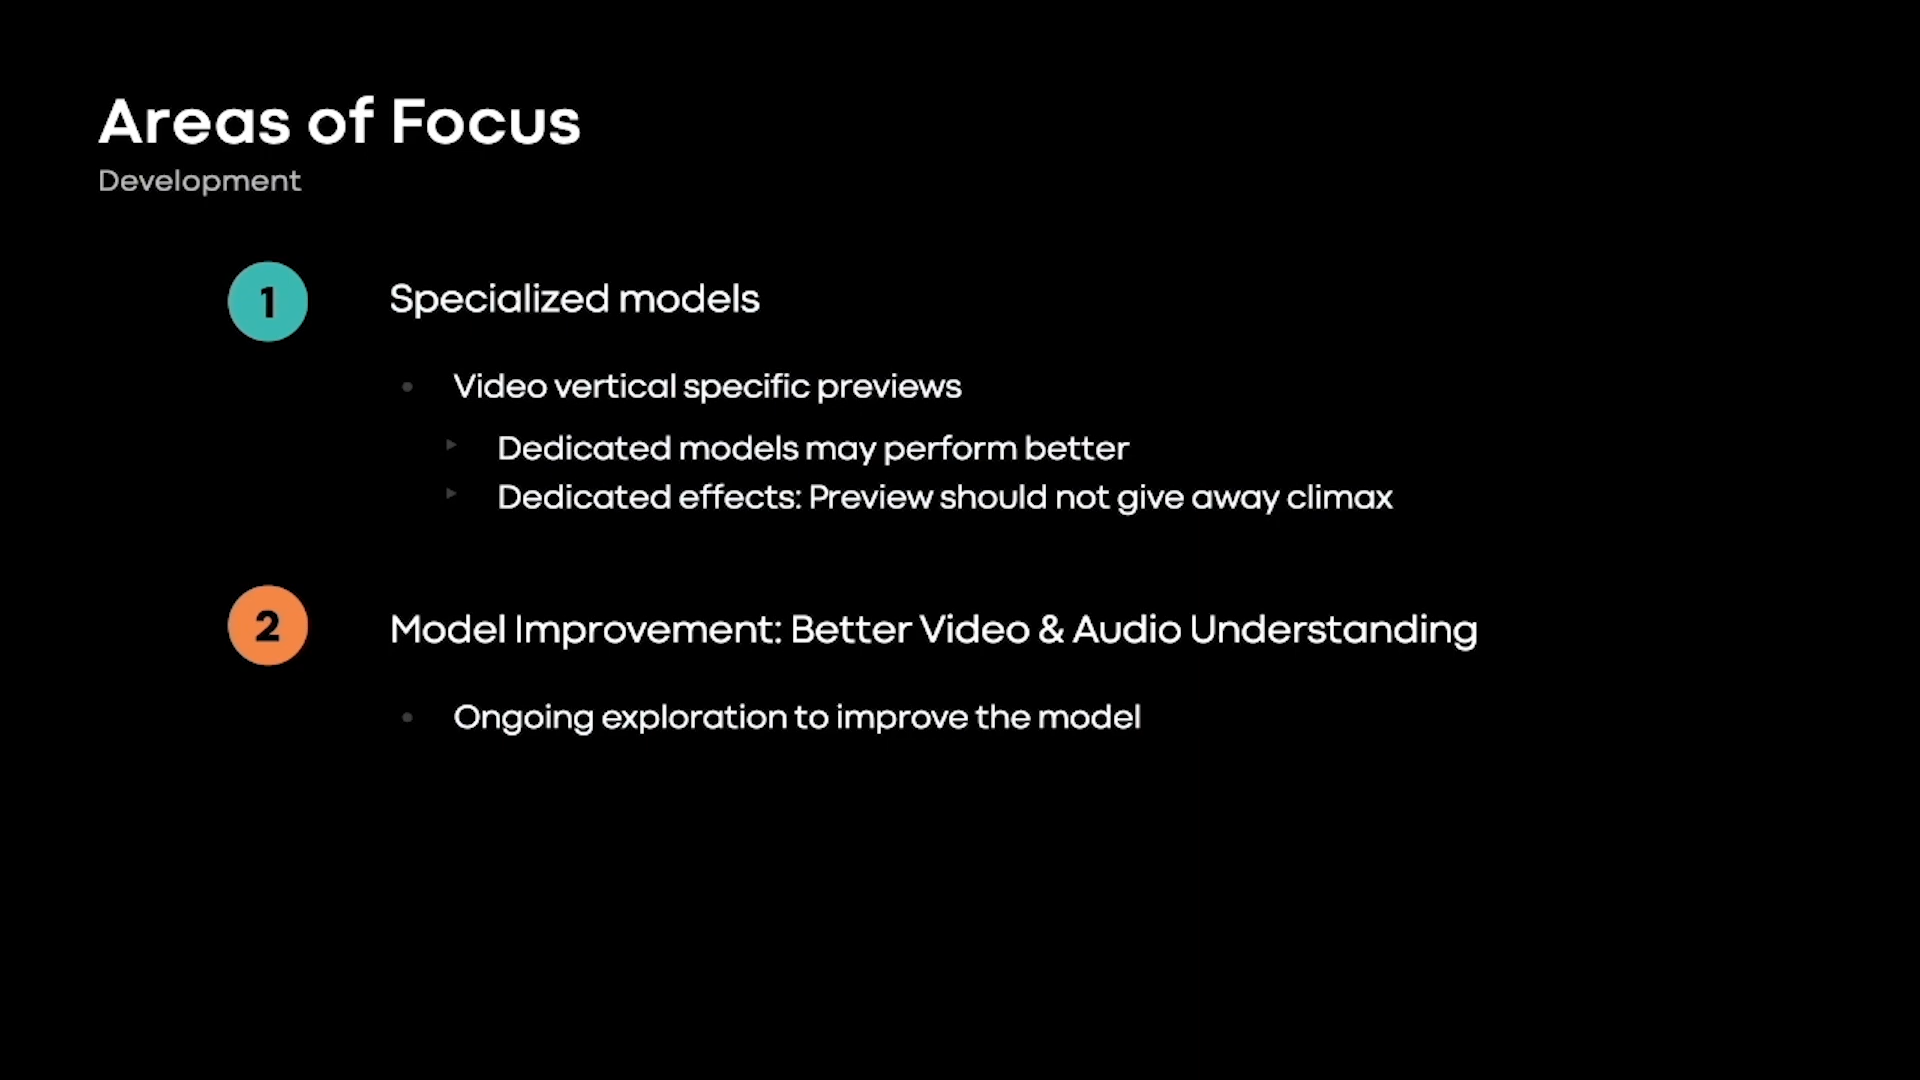 Areas of Focus
Development
1
Specialized models
Video vertical specific previews
Dedicated models may perform better
Dedicated effects: Preview should not give away climax
2
Model Improvement: Better Video & Audio Understanding
Ongoing exploration to improve the model